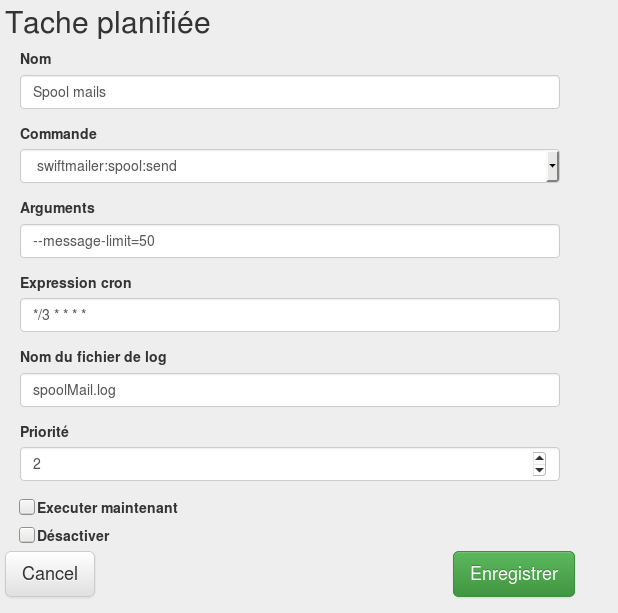 Tache planifiée
Nom
Spool mails
Commande
swiftmailer:spool:send
Arguments
--message-limit=50
Expression cron
*/3 * * * *
Nom du fichier de log
spoolMail.log
Priorité
2
Executer maintenant
Désactiver
Cancel Enregistrer